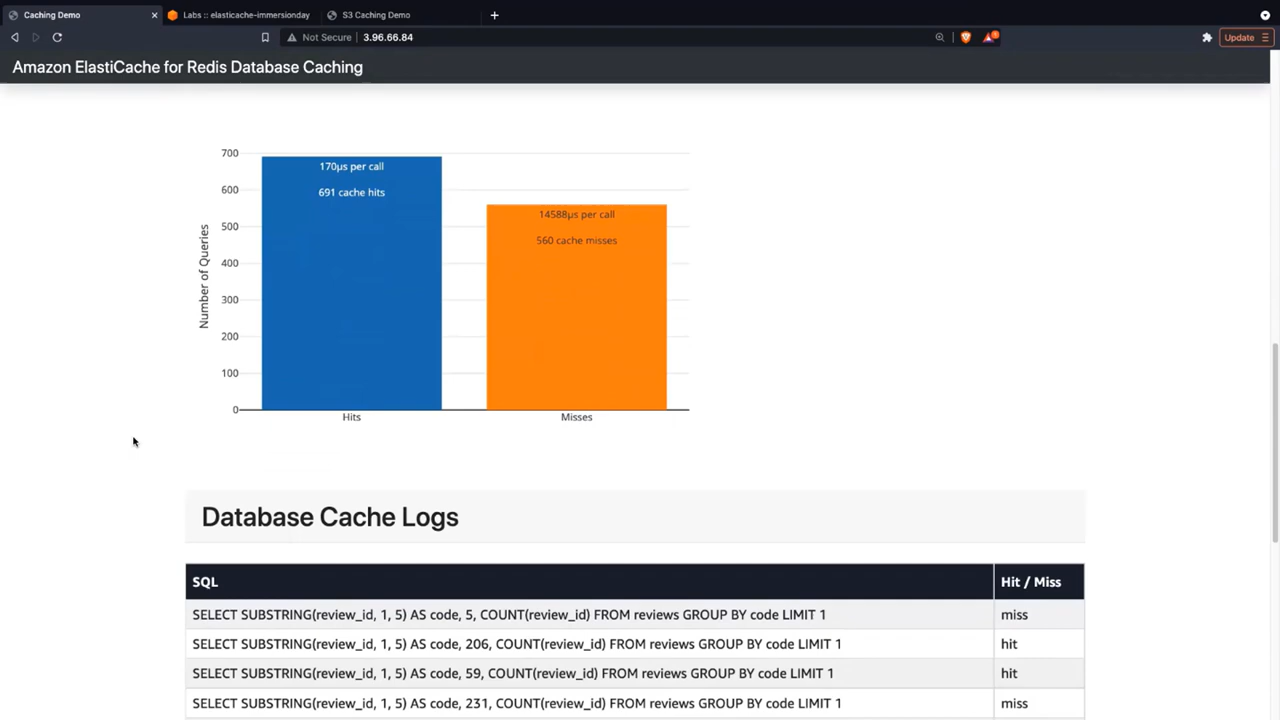 Caching Demo
Labs :: elasticache-immersionday
S3 Caching Demo
Not Secure 3.96.66.84
Update
Amazon ElastiCache for Redis Database Caching
700
600
500
400
300
200
100
0
Number of Queries
170µs per call
691 cache hits
14588µs per call
560 cache misses
Hits
Misses
Database Cache Logs
SQL Hit / Miss
SELECT SUBSTRING(review_id, 1, 5) AS code, 5, COUNT(review_id) FROM reviews GROUP BY code LIMIT 1 miss
SELECT SUBSTRING(review_id, 1, 5) AS code, 206, COUNT(review_id) FROM reviews GROUP BY code LIMIT 1 hit
SELECT SUBSTRING(review_id, 1, 5) AS code, 59, COUNT(review_id) FROM reviews GROUP BY code LIMIT 1 hit
SELECT SUBSTRING(review_id, 1, 5) AS code, 231, COUNT(review_id) FROM reviews GROUP BY code LIMIT 1 miss